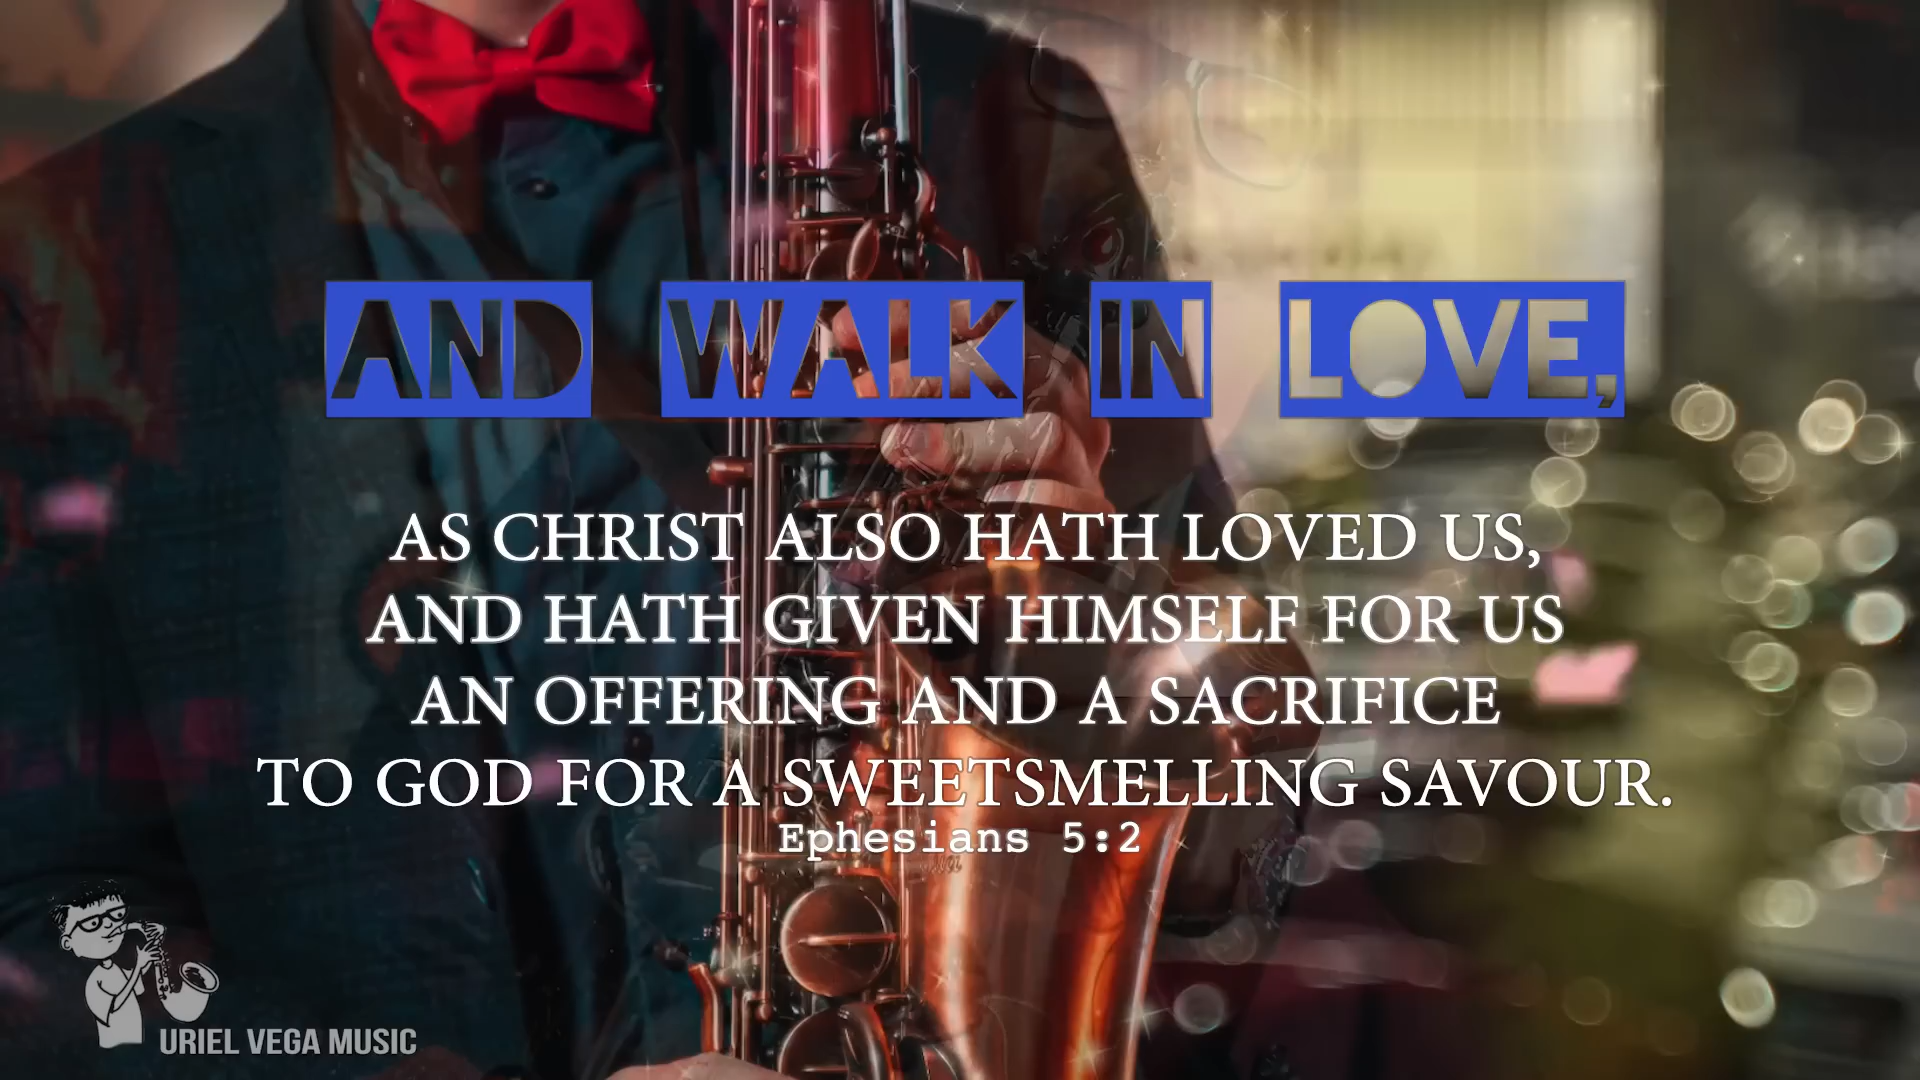 AND WALK IN LOVE,
AS CHRIST ALSO HATH LOVED US,
AND HATH GIVEN HIMSELF FOR US
AN OFFERING AND A SACRIFICE
TO GOD FOR A SWEETSMELLING SAVOUR.
Ephesians 5:2
URIEL VEGA MUSIC